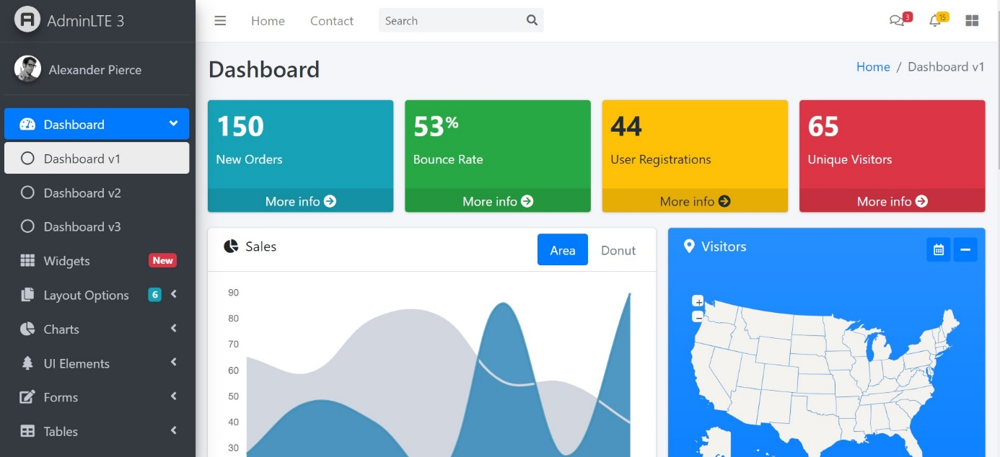 AdminLTE 3
Home
Contact
Search
3
15
Alexander Pierce
Dashboard
Home / Dashboard v1
Dashboard
Dashboard v1
Dashboard v2
Dashboard v3
Widgets New
Layout Options 6
Charts
UI Elements
Forms
Tables
150
New Orders
More info
53%
Bounce Rate
More info
44
User Registrations
More info
65
Unique Visitors
More info
Sales
Area
Donut
90
80
70
60
50
40
30
Visitors
+
−